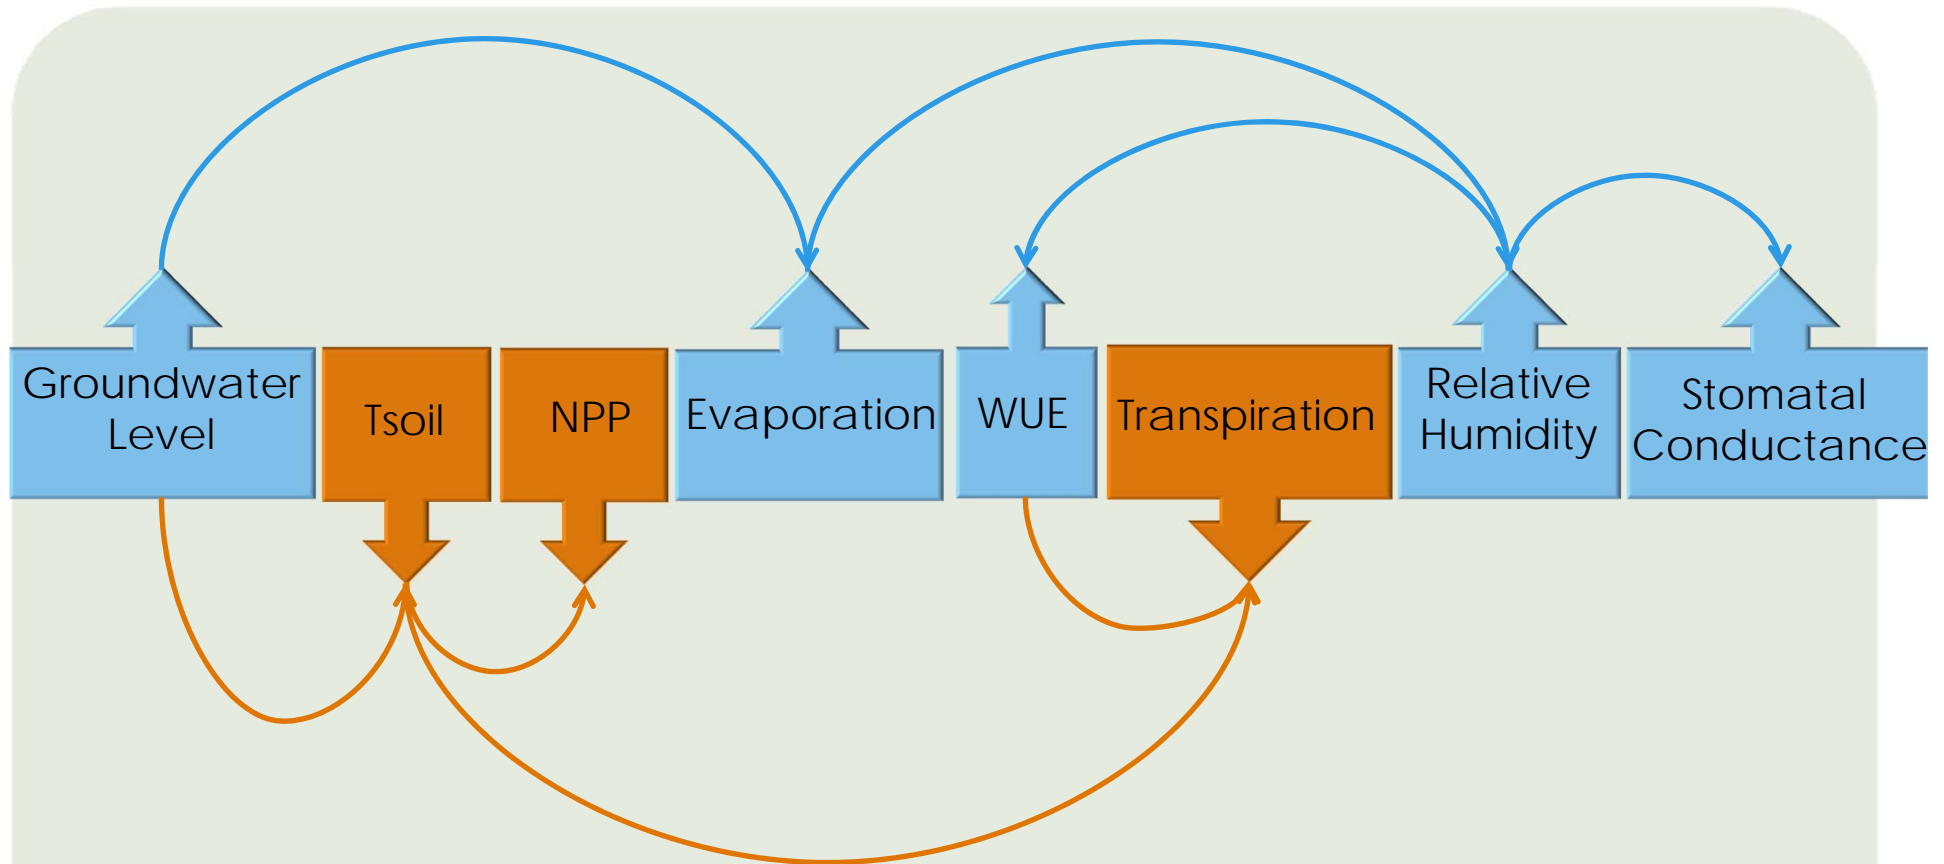 Groundwater
Level
Tsoil
NPP
Evaporation
WUE
Transpiration
Relative
Humidity
Stomatal
Conductance